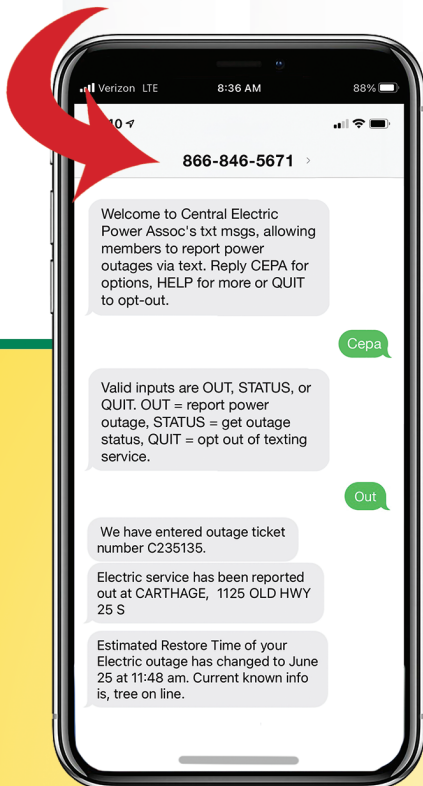 Verizon LTE 8:36 AM 88%
866-846-5671 >
Welcome to Central Electric
Power Assoc's txt msgs, allowing
members to report power
outages via text. Reply CEPA for
options, HELP for more or QUIT
to opt-out.
Cepa
Valid inputs are OUT, STATUS, or
QUIT. OUT = report power
outage, STATUS = get outage
status, QUIT = opt out of texting
service.
Out
We have entered outage ticket
number C235135.
Electric service has been reported
out at CARTHAGE, 1125 OLD HWY
25 S
Estimated Restore Time of your
Electric outage has changed to June
25 at 11:48 am. Current known info
is, tree on line.